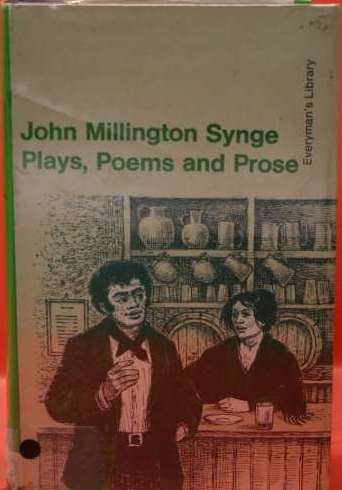 John Millington Synge
Plays, Poems and Prose
Everyman's Library